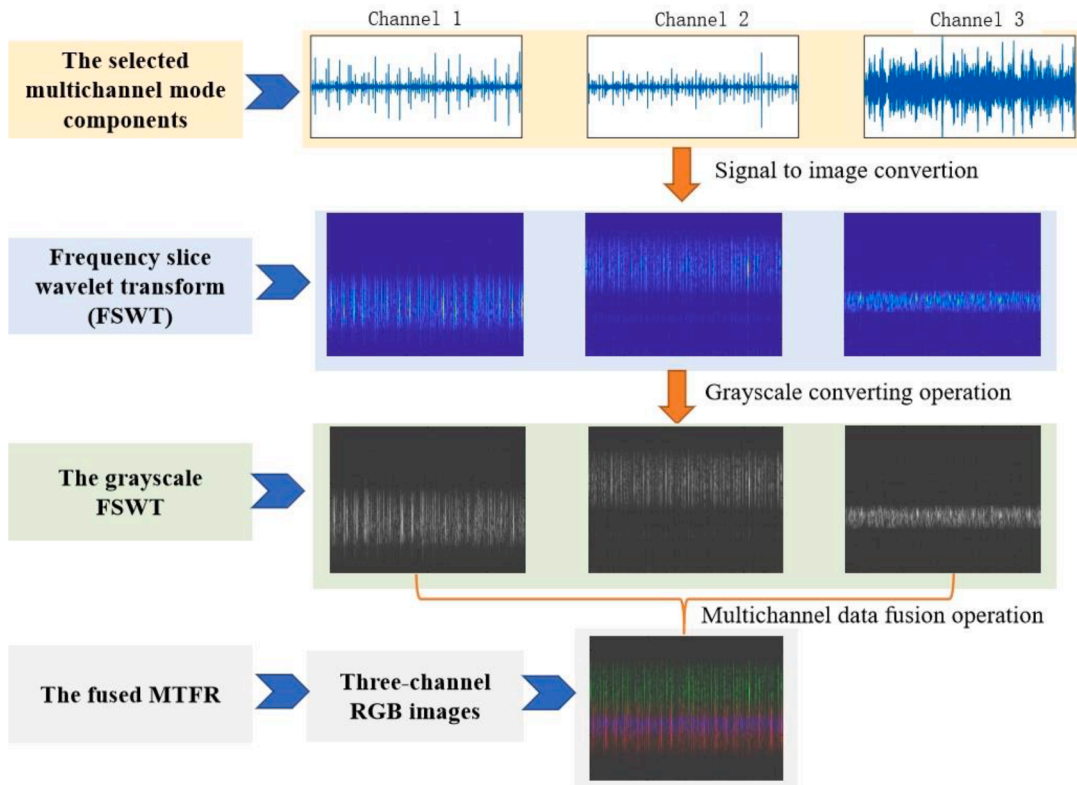 Channel 1
Channel 2
Channel 3
The selected
multichannel mode
components
Signal to image convertion
Frequency slice
wavelet transform
(FSWT)
Grayscale converting operation
The grayscale
FSWT
Multichannel data fusion operation
The fused MTFR
Three-channel
RGB images